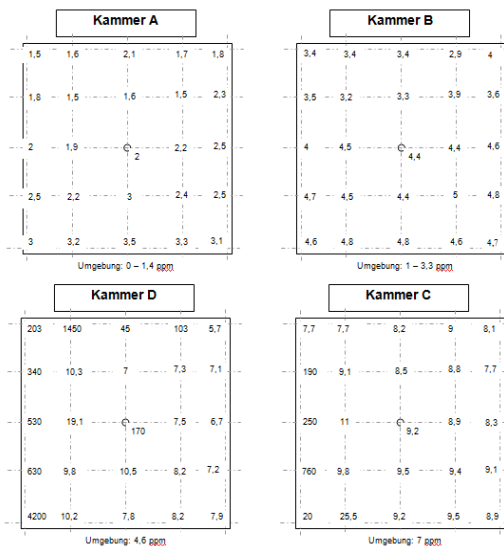 Kammer A
1,5 1,6 2,1 1,7 1,8
1,8 1,5 1,6 1,5 2,3
2 1,9 2 2,2 2,5
2,5 2,2 3 2,4 2,5
3 3,2 3,5 3,3 3,1
Umgebung: 0 – 1,4 ppm
Kammer B
3,4 3,4 3,4 2,9 4
3,5 3,2 3,3 3,9 3,6
4 4,5 4,4 4,4 4,6
4,7 4,5 4,4 5 4,8
4,6 4,8 4,8 4,6 4,7
Umgebung: 1 – 3,3 ppm
Kammer D
203 1450 45 103 5,7
340 10,3 7 7,3 7,1
530 19,1 170 7,5 6,7
630 9,8 10,5 8,2 7,2
4200 10,2 7,8 8,2 7,9
Umgebung: 4,6 ppm
Kammer C
7,7 7,7 8,2 9 8,1
190 9,1 8,5 8,8 7,7
250 11 9,2 8,9 8,3
760 9,8 9,5 9,4 9,1
20 25,5 9,2 9,5 8,9
Umgebung: 7 ppm